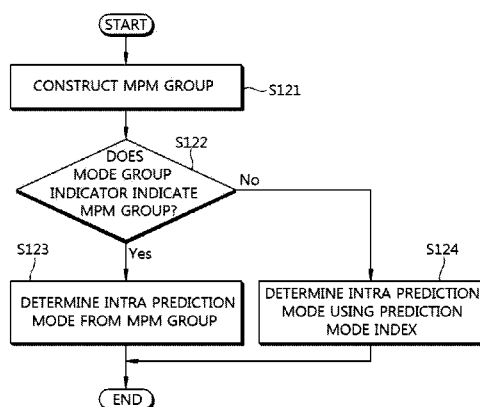 START
CONSTRUCT MPM GROUP
S121
S122
DOES
MODE GROUP
INDICATOR INDICATE
MPM GROUP?
No
Yes
S123
DETERMINE INTRA PREDICTION
MODE FROM MPM GROUP
S124
DETERMINE INTRA PREDICTION
MODE USING PREDICTION
MODE INDEX
END